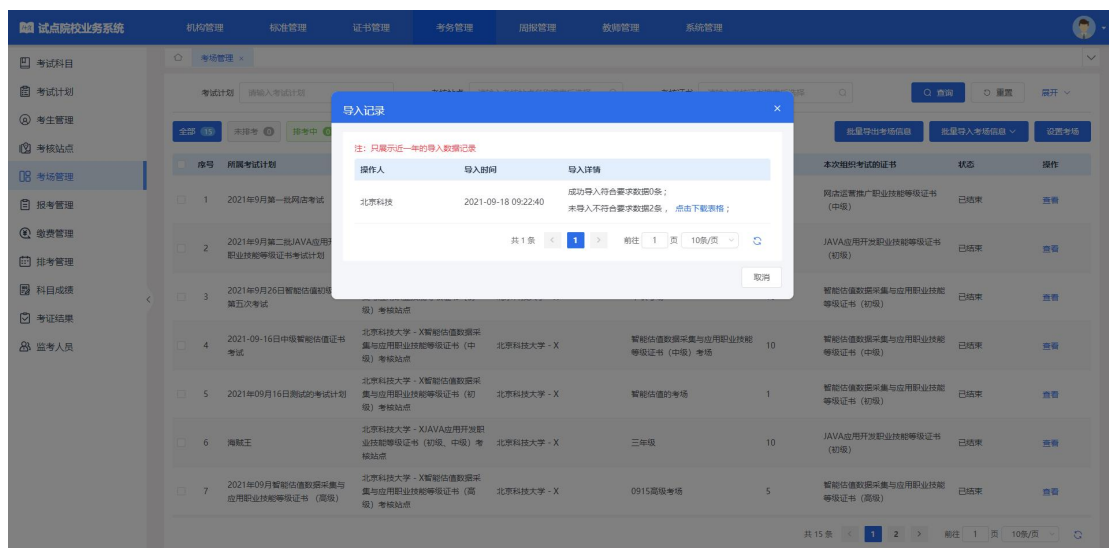 试点院校业务系统
机构管理 标准管理 证书管理 考务管理 周报管理 教师管理 系统管理
考试科目
考试计划
考生管理
考核站点
考场管理
报考管理
缴费管理
排考管理
科目成绩
考证结果
监考人员
考场管理 ×
考试计划 请输入考试计划
查询 重置 展开
全部 15 未排考 0 排考中
批量导出考场信息 批量导入考场信息 设置考场
序号 所属考试计划 本次组织考试的证书 状态 操作
导入记录 ×
注：只展示近一年的导入数据记录
操作人 导入时间 导入详情
北京科技 2021-09-18 09:22:40
成功导入符合要求数据0条；
未导入不符合要求数据2条， 点击下载表格；
共 1 条 < 1 > 前往 1 页 10条/页
取消
1 2021年9月第一批网店考试 网店运营推广职业技能等级证书
（中级） 已结束 查看
2 2021年9月第二批JAVA应用开
职业技能等级证书考试计划
JAVA应用开发职业技能等级证书
（初级） 已结束 查看
3 2021年9月26日智能估值初级
第五次考试
级）考核站点
智能估值数据采集与应用职业技能
等级证书（初级） 已结束 查看
4 2021-09-16日中级智能估值证书
考试
北京科技大学 - X智能估值数据采
集与应用职业技能等级证书（中
级）考核站点
北京科技大学 - X
智能估值数据采集与应用职业技能
等级证书（中级）考场
10
智能估值数据采集与应用职业技能
等级证书（中级） 已结束 查看
5 2021年09月16日测试的考试计划
北京科技大学 - X智能估值数据采
集与应用职业技能等级证书（初
级）考核站点
北京科技大学 - X 智能估值的考场 1
智能估值数据采集与应用职业技能
等级证书（初级） 已结束 查看
6 海贼王
北京科技大学 - XJAVA应用开发职
业技能等级证书（初级、中级）考
核站点
北京科技大学 - X 三年级 10
JAVA应用开发职业技能等级证书
（初级） 已结束 查看
7 2021年09月智能估值数据采集与
应用职业技能等级证书 （高级）
北京科技大学 - X智能估值数据采
集与应用职业技能等级证书（高
级）考核站点
北京科技大学 - X 0915高级考场 5
智能估值数据采集与应用职业技能
等级证书（高级） 已结束 查看
共 15 条 < 1 2 > 前往 1 页 10条/页